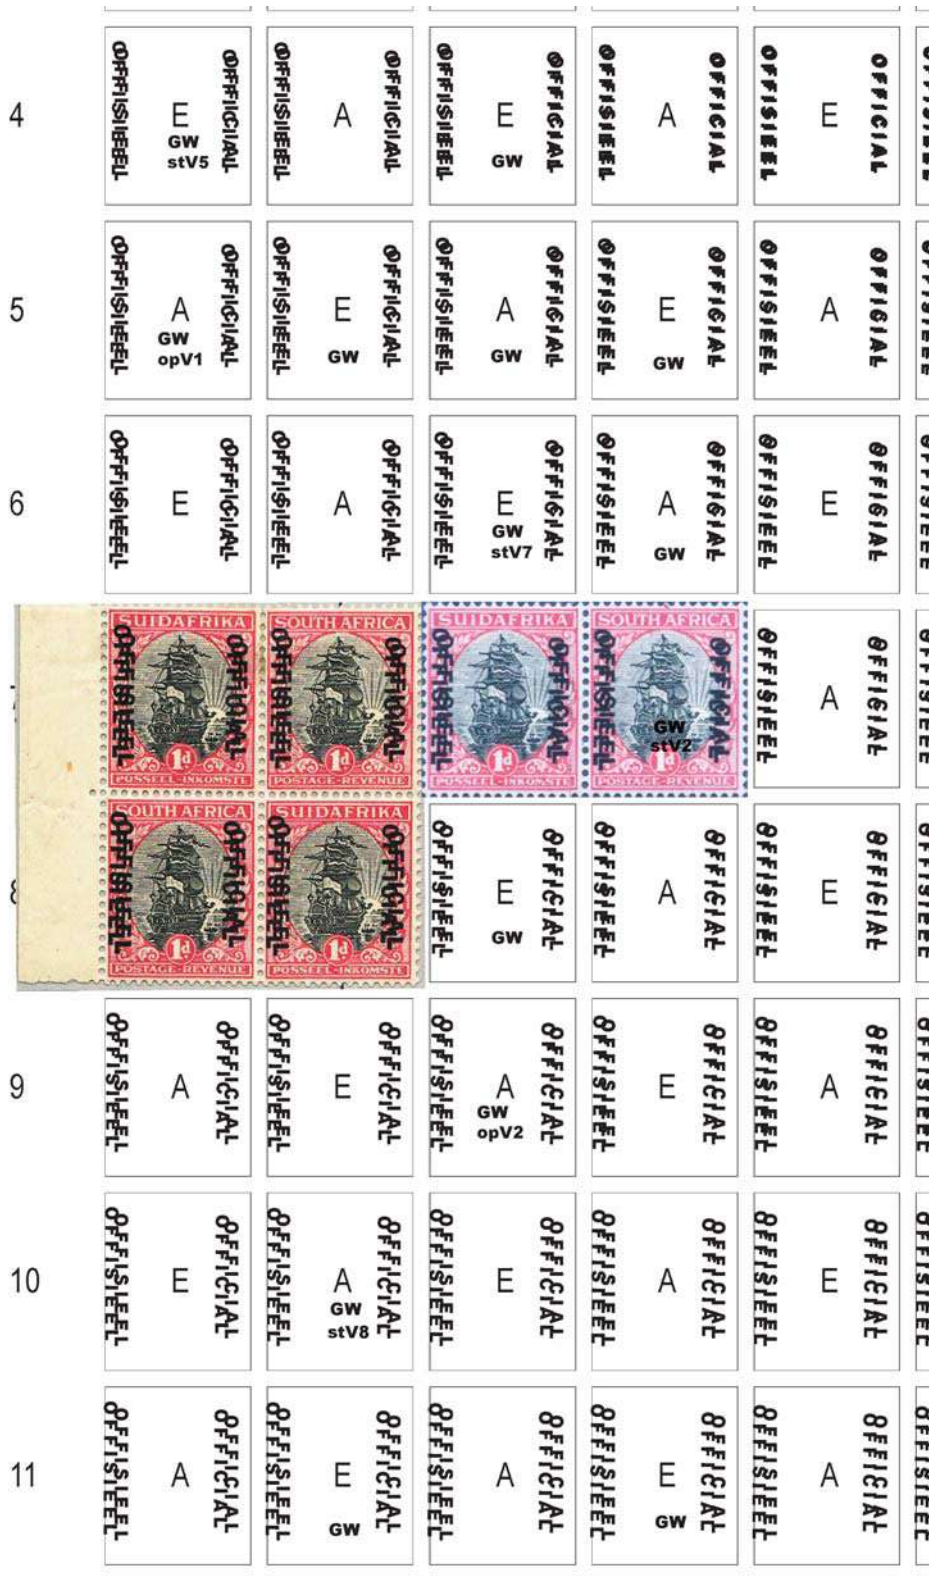 4
OFFISIEEL E OFFICIAL
GW
stV5
OFFISIEEL A OFFICIAL
OFFISIEEL E OFFICIAL
GW
OFFISIEEL A OFFICIAL
OFFISIEEL E OFFICIAL
5
OFFISIEEL A OFFICIAL
GW
opV1
OFFISIEEL E OFFICIAL
GW
OFFISIEEL A OFFICIAL
GW
OFFISIEEL E OFFICIAL
GW
OFFISIEEL A OFFICIAL
6
OFFISIEEL E OFFICIAL
OFFISIEEL A OFFICIAL
OFFISIEEL E OFFICIAL
GW
stV7
OFFISIEEL A OFFICIAL
GW
OFFISIEEL E OFFICIAL
SUIDAFRIKA
OFFISIEEL OFFICIAL
1d
POSSEEL-INKOMSTE
SOUTH AFRICA
OFFISIEEL OFFICIAL
1d
POSTAGE-REVENUE
SUIDAFRIKA
OFFISIEEL OFFICIAL
1d
POSSEEL-INKOMSTE
SOUTH AFRICA
OFFISIEEL OFFICIAL
GW
stV2
1d
POSTAGE-REVENUE
OFFISIEEL A OFFICIAL
8
SOUTH AFRICA
OFFISIEEL OFFICIAL
1d
POSTAGE-REVENUE
SUIDAFRIKA
OFFISIEEL OFFICIAL
1d
POSSEEL-INKOMSTE
OFFISIEEL E OFFICIAL
GW
OFFISIEEL A OFFICIAL
OFFISIEEL E OFFICIAL
9
OFFISIEEL A OFFICIAL
OFFISIEEL E OFFICIAL
OFFISIEEL A OFFICIAL
GW
opV2
OFFISIEEL E OFFICIAL
OFFISIEEL A OFFICIAL
10
OFFISIEEL E OFFICIAL
OFFISIEEL A OFFICIAL
GW
stV8
OFFISIEEL E OFFICIAL
OFFISIEEL A OFFICIAL
OFFISIEEL E OFFICIAL
11
OFFISIEEL A OFFICIAL
OFFISIEEL E OFFICIAL
GW
OFFISIEEL A OFFICIAL
OFFISIEEL E OFFICIAL
GW
OFFISIEEL A OFFICIAL